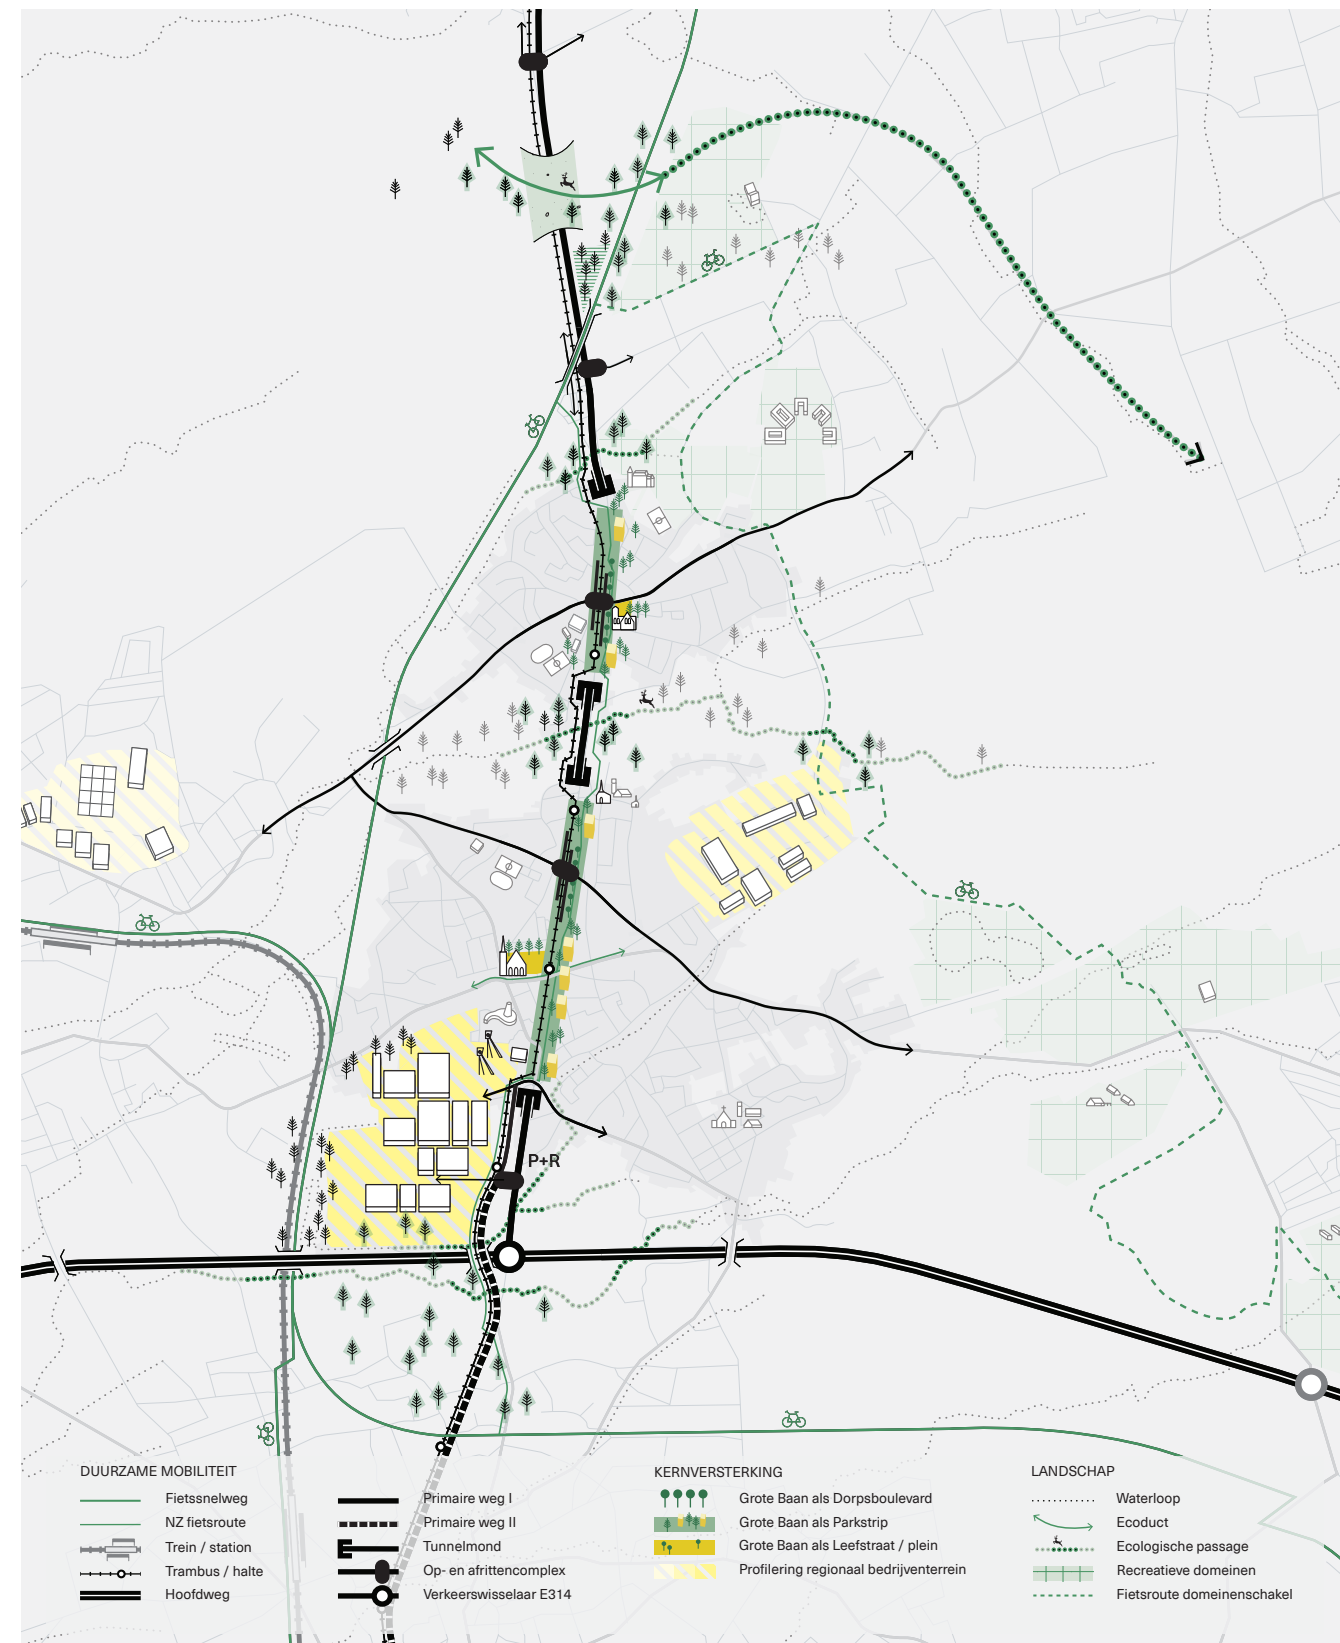 P+R
DUURZAME MOBILITEIT
Fietssnelweg
NZ fietsroute
Trein / station
Trambus / halte
Hoofdweg
Primaire weg I
Primaire weg II
Tunnelmond
Op- en afrittencomplex
Verkeerswisselaar E314
KERNVERSTERKING
Grote Baan als Dorpsboulevard
Grote Baan als Parkstrip
Grote Baan als Leefstraat / plein
Profilering regionaal bedrijventerrein
LANDSCHAP
Waterloop
Ecoduct
Ecologische passage
Recreatieve domeinen
Fietsroute domeinenschakel